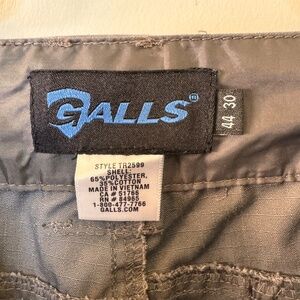 GALLS®
44 30
STYLE TR2599
SHELL:
65%POLYESTER,
35%COTTON
MADE IN VIETNAM
CA # 51766
RN # 84965
1-800-477-7766
GALLS.COM